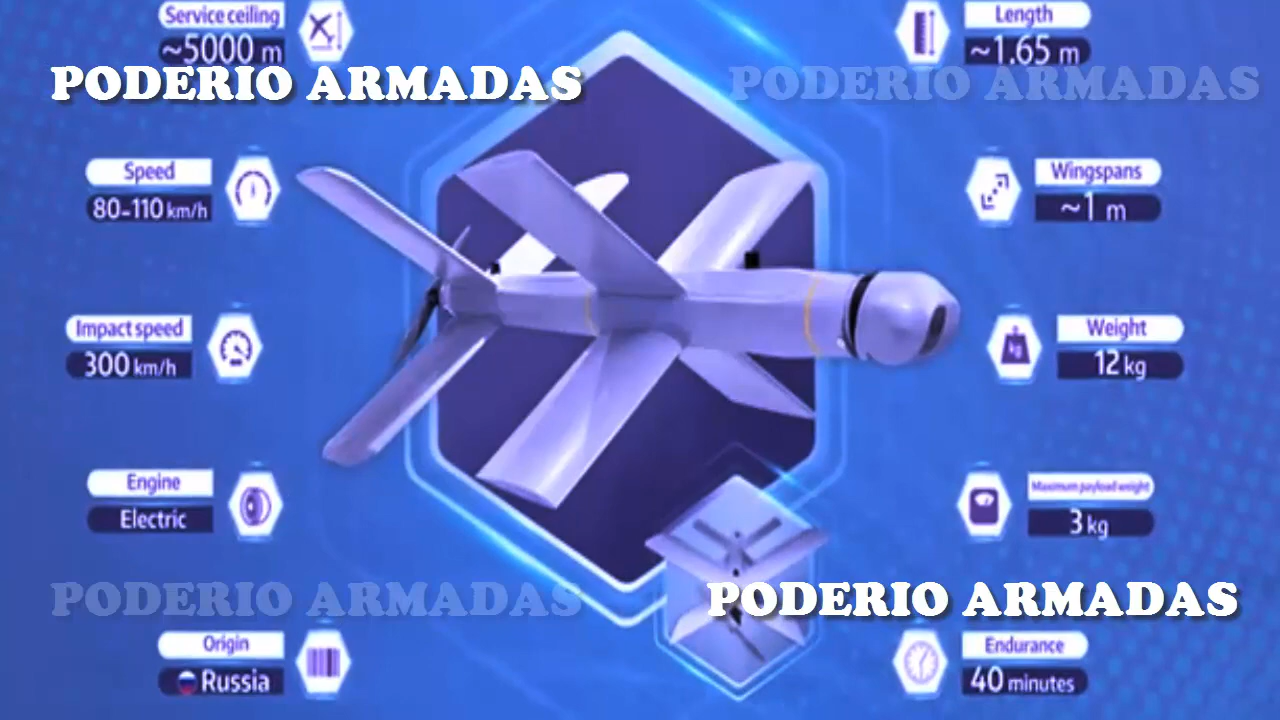 Service ceiling
~5000 m
Length
~1.65 m
PODERIO ARMADAS
PODERIO ARMADAS
Speed
80-110 km/h
Wingspans
~1 m
Impact speed
300 km/h
Weight
12 kg
kg
Engine
Electric
Maximum payload weight
3 kg
PODERIO ARMADAS
PODERIO ARMADAS
Origin
Russia
Endurance
40 minutes